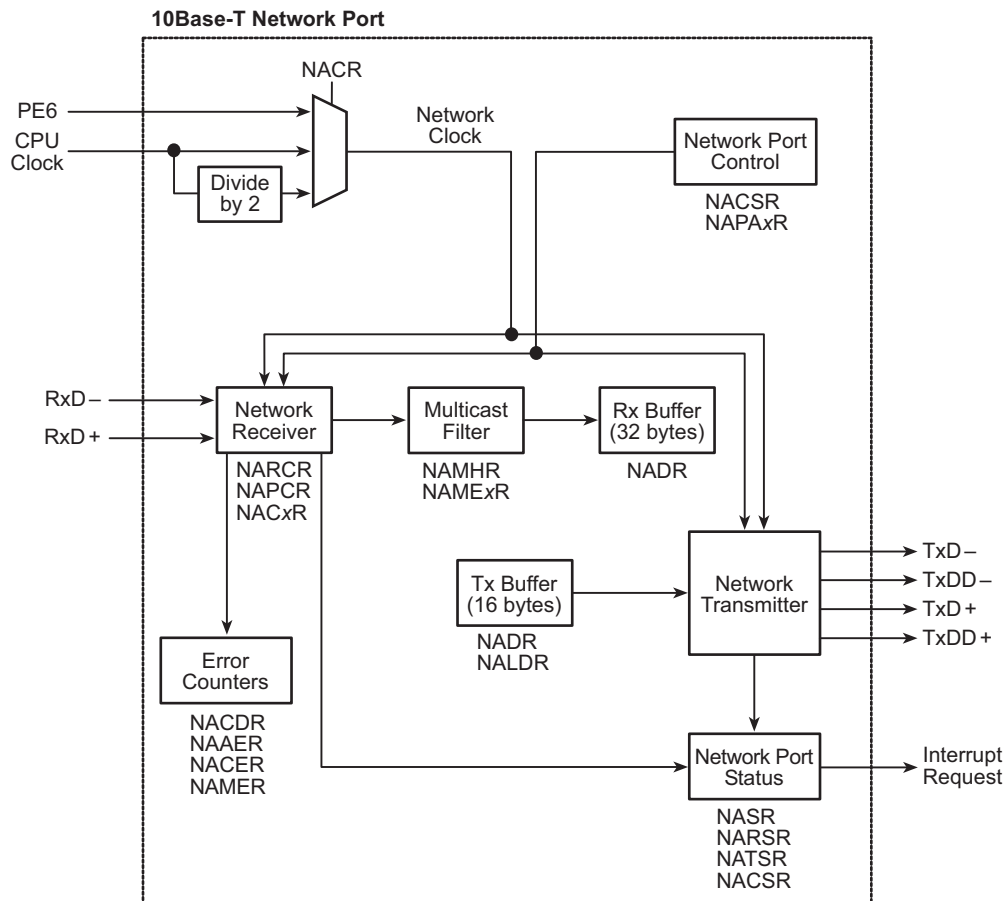 10Base-T Network Port
NACR
PE6
CPU
Clock
Divide
by 2
Network
Clock
Network Port
Control
NACSR
NAPAxR
RxD –
RxD +
Network
Receiver
NARCR
NAPCR
NACxR
Multicast
Filter
NAMHR
NAMExR
Rx Buffer
(32 bytes)
NADR
Tx Buffer
(16 bytes)
NADR
NALDR
Network
Transmitter
TxD –
TxDD –
TxD +
TxDD +
Error
Counters
NACDR
NAAER
NACER
NAMER
Network Port
Status
NASR
NARSR
NATSR
NACSR
Interrupt
Request